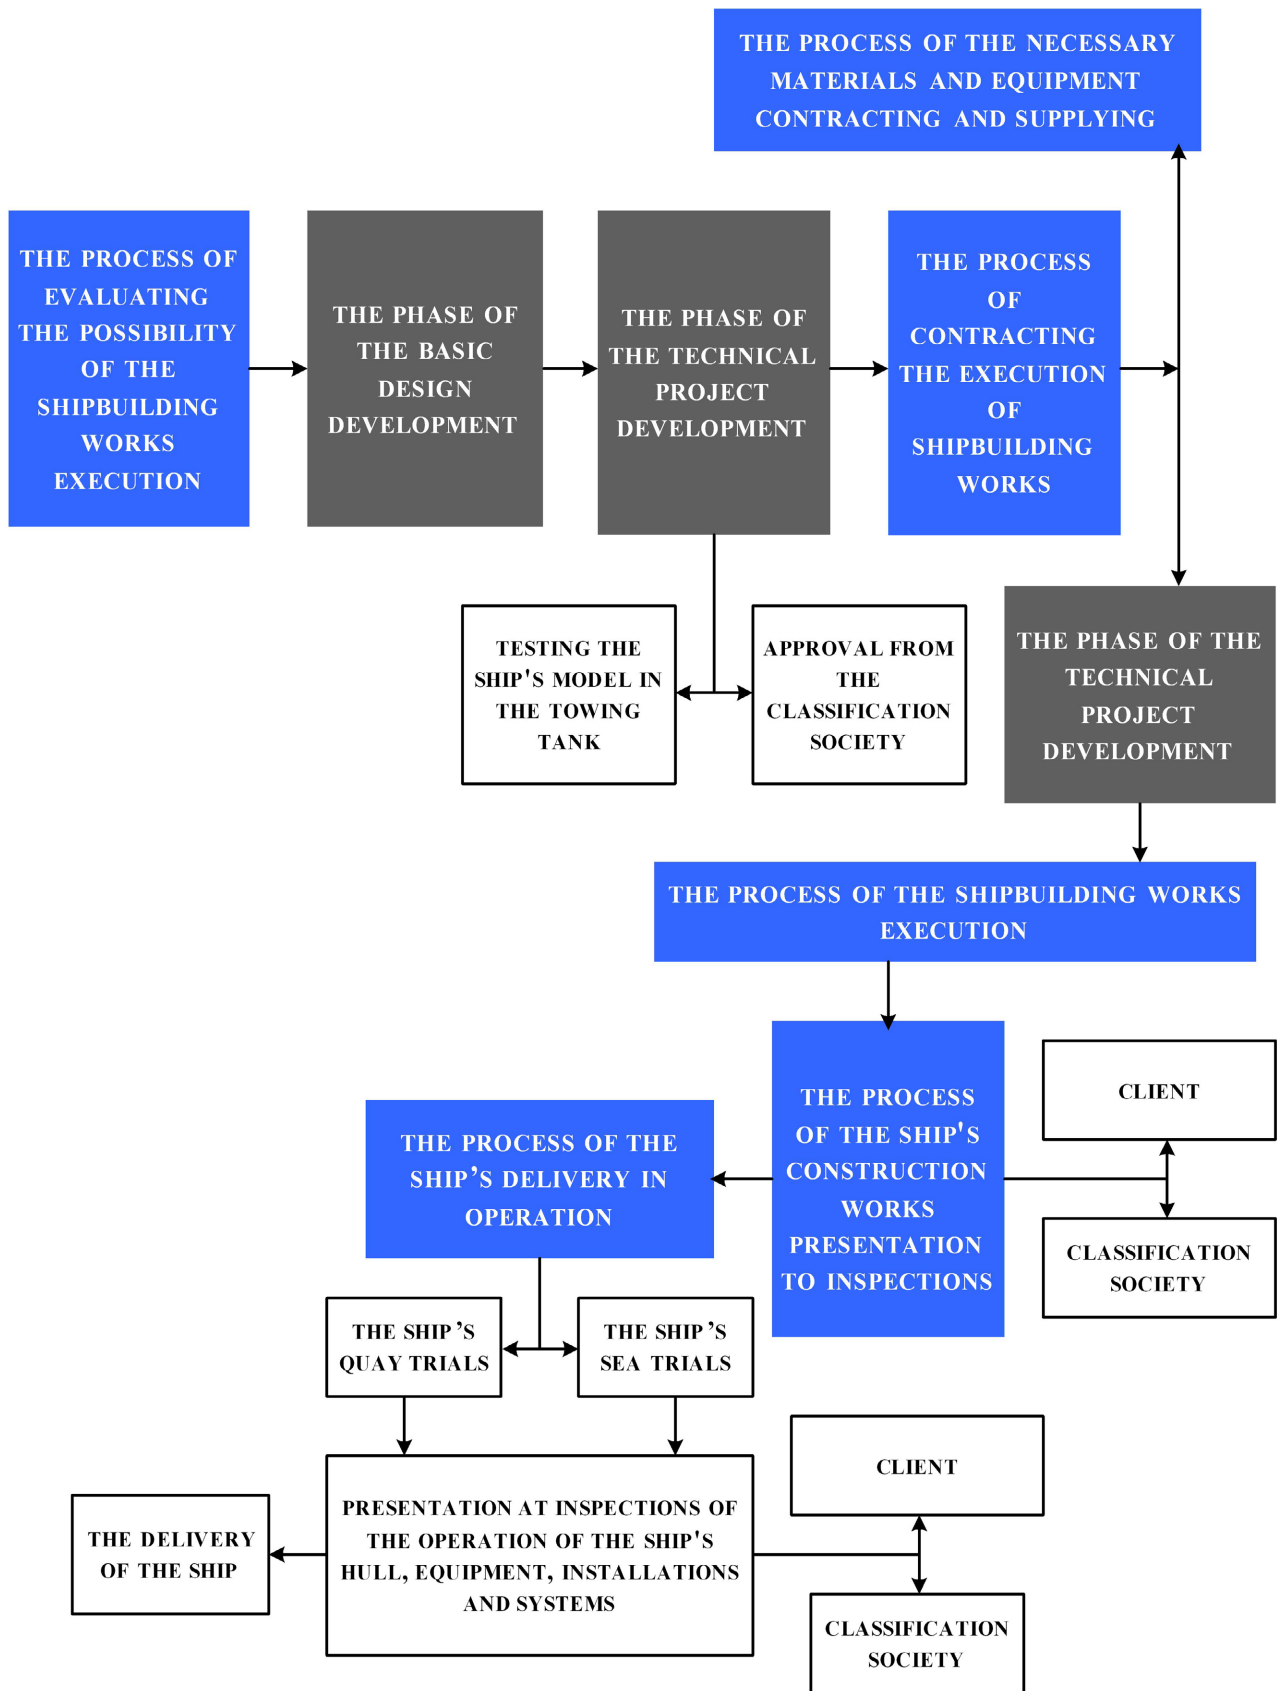 THE PROCESS OF THE NECESSARY
MATERIALS AND EQUIPMENT
CONTRACTING AND SUPPLYING
THE PROCESS OF
EVALUATING
THE POSSIBILITY
OF THE
SHIPBUILDING
WORKS
EXECUTION
THE PHASE OF
THE BASIC
DESIGN
DEVELOPMENT
THE PHASE OF
THE TECHNICAL
PROJECT
DEVELOPMENT
THE PROCESS
OF
CONTRACTING
THE EXECUTION
OF
SHIPBUILDING
WORKS
TESTING THE
SHIP'S MODEL IN
THE TOWING
TANK
APPROVAL FROM
THE
CLASSIFICATION
SOCIETY
THE PHASE OF THE
TECHNICAL
PROJECT
DEVELOPMENT
THE PROCESS OF THE SHIPBUILDING WORKS
EXECUTION
THE PROCESS
OF THE SHIP'S
CONSTRUCTION
WORKS
PRESENTATION
TO INSPECTIONS
CLIENT
CLASSIFICATION
SOCIETY
THE PROCESS OF THE
SHIP’S DELIVERY IN
OPERATION
THE SHIP’S
QUAY TRIALS
THE SHIP’S
SEA TRIALS
PRESENTATION AT INSPECTIONS OF
THE OPERATION OF THE SHIP'S
HULL, EQUIPMENT, INSTALLATIONS
AND SYSTEMS
THE DELIVERY
OF THE SHIP
CLIENT
CLASSIFICATION
SOCIETY